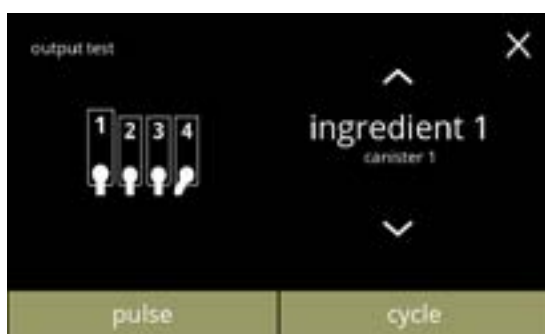 output test
1 2 3 4
ingredient 1
canister 1
pulse
cycle